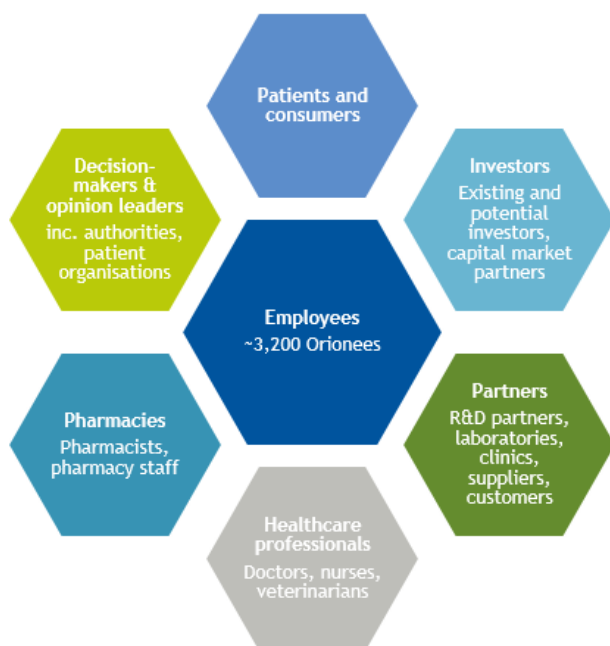 Patients and
consumers
Decision-
makers &
opinion leaders
inc. authorities,
patient
organisations
Investors
Existing and
potential
investors,
capital market
partners
Employees
~3,200 Orionees
Pharmacies
Pharmacists,
pharmacy staff
Partners
R&D partners,
laboratories,
clinics,
suppliers,
customers
Healthcare
professionals
Doctors, nurses,
veterinarians